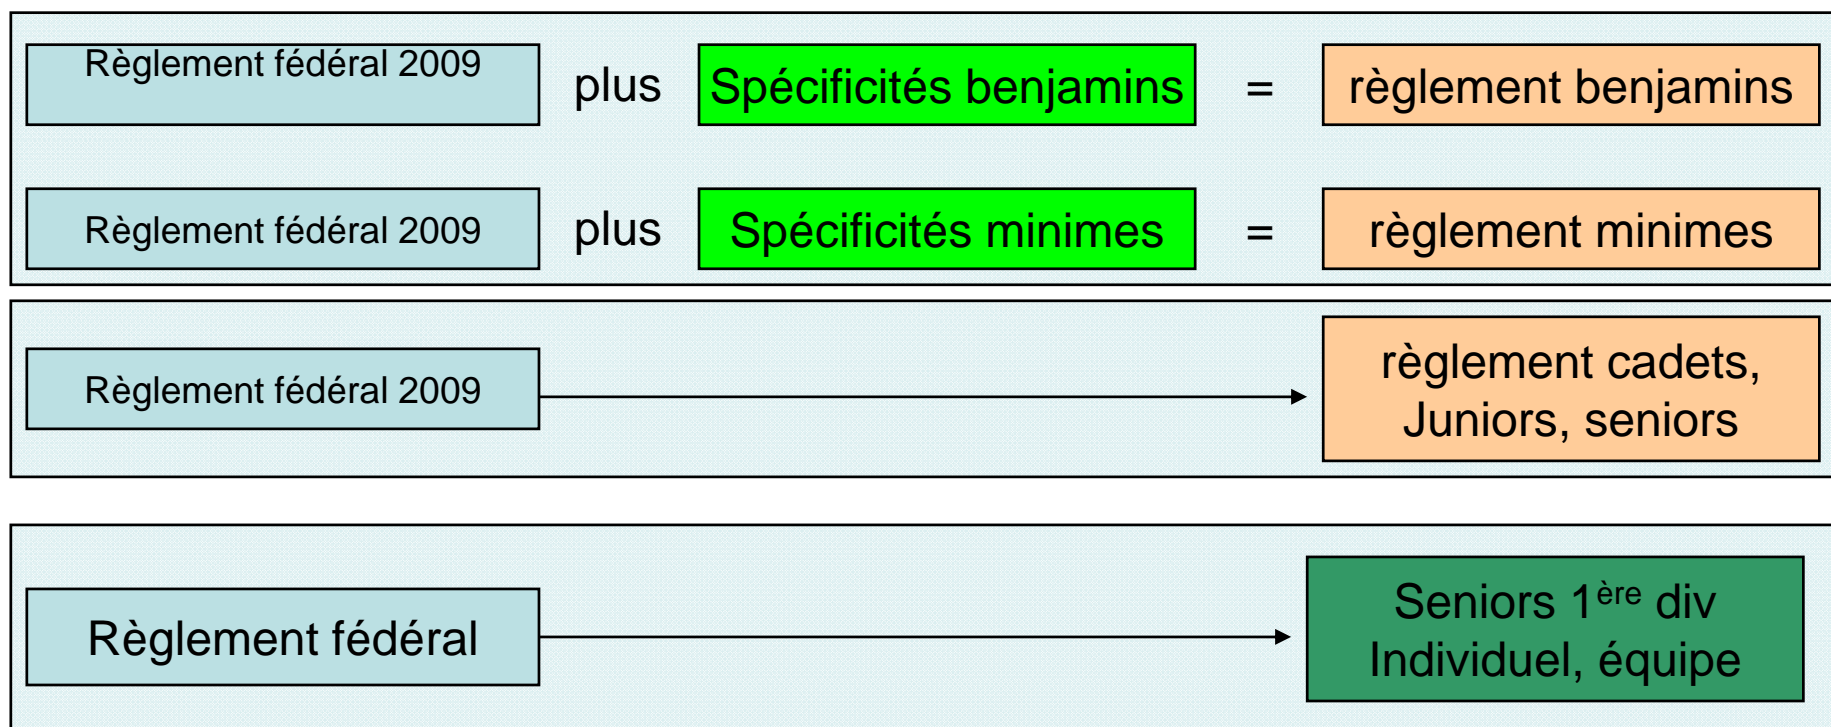 Règlement fédéral 2009 plus Spécificités benjamins = règlement benjamins
Règlement fédéral 2009 plus Spécificités minimes = règlement minimes
Règlement fédéral 2009
règlement cadets,
Juniors, seniors
Règlement fédéral
Seniors 1ère div
Individuel, équipe